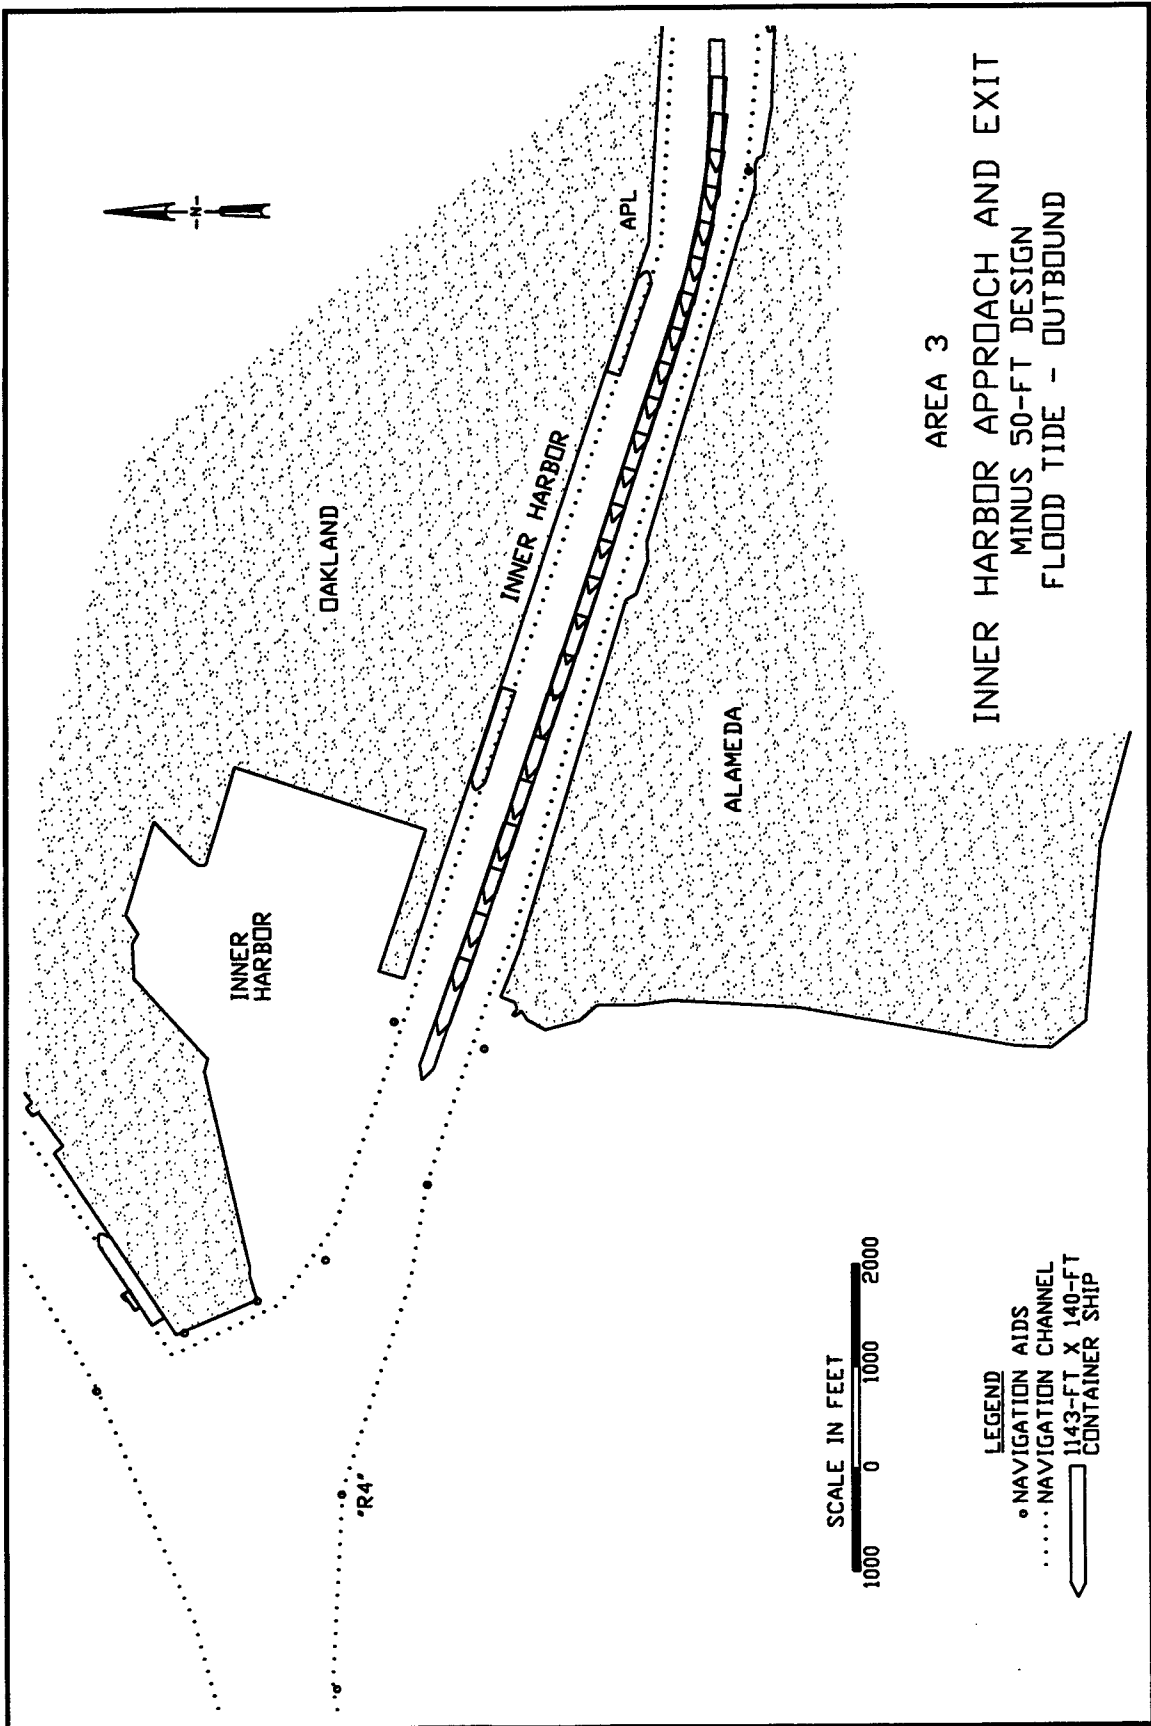 -N-
APL
OAKLAND
INNER HARBOR
INNER
HARBOR
ALAMEDA
"R4"
AREA 3
INNER HARBOR APPROACH AND EXIT
MINUS 50-FT DESIGN
FLOOD TIDE - OUTBOUND
SCALE IN FEET
1000 0 1000 2000
LEGEND
NAVIGATION AIDS
NAVIGATION CHANNEL
1143-FT X 140-FT
CONTAINER SHIP